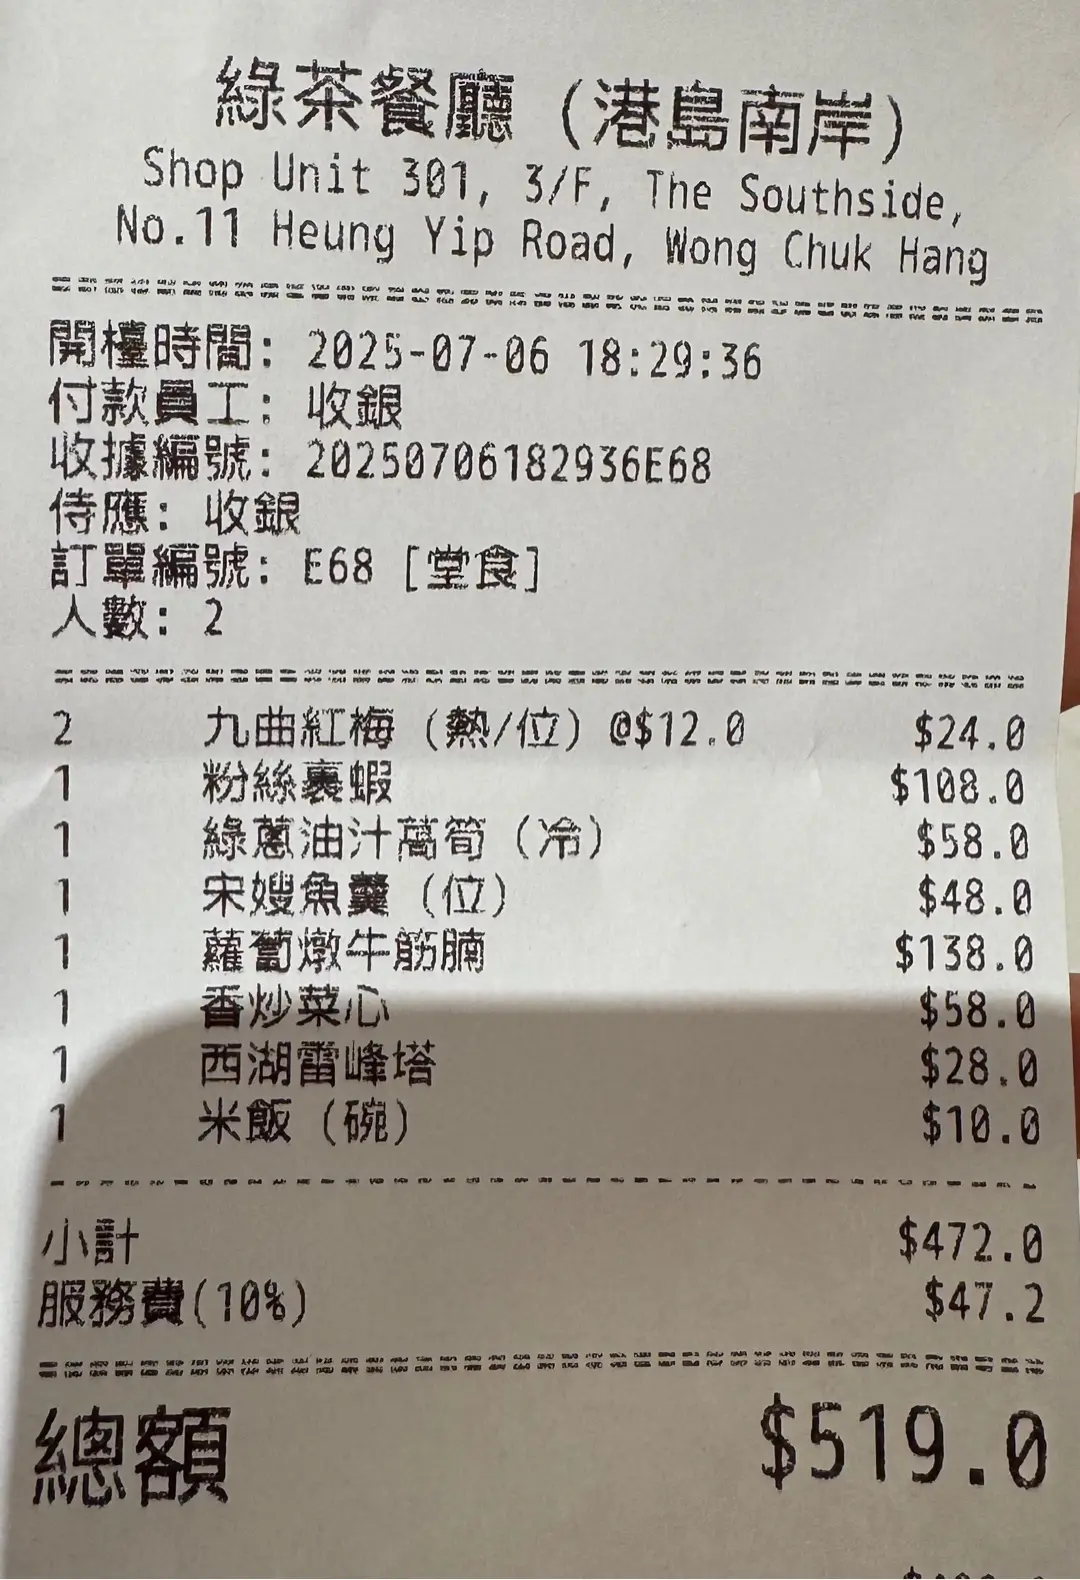 綠茶餐廳 (港島南岸)
Shop Unit 301, 3/F, The Southside,
No.11 Heung Yip Road, Wong Chuk Hang
開檯時間: 2025-07-06 18:29:36
付款員工: 收銀
收據編號: 20250706182936E68
侍應: 收銀
訂單編號: E68 [堂食]
人數: 2
2 九曲紅梅 (熱/位) @$12.0 $24.0
1 粉絲裹蝦 $108.0
1 綠蔥油汁萵筍 (冷) $58.0
1 宋嫂魚羹 (位) $48.0
1 蘿蔔燉牛筋腩 $138.0
1 香炒菜心 $58.0
1 西湖雷峰塔 $28.0
1 米飯 (碗) $10.0
小計 $472.0
服務費(10%) $47.2
總額 $519.0